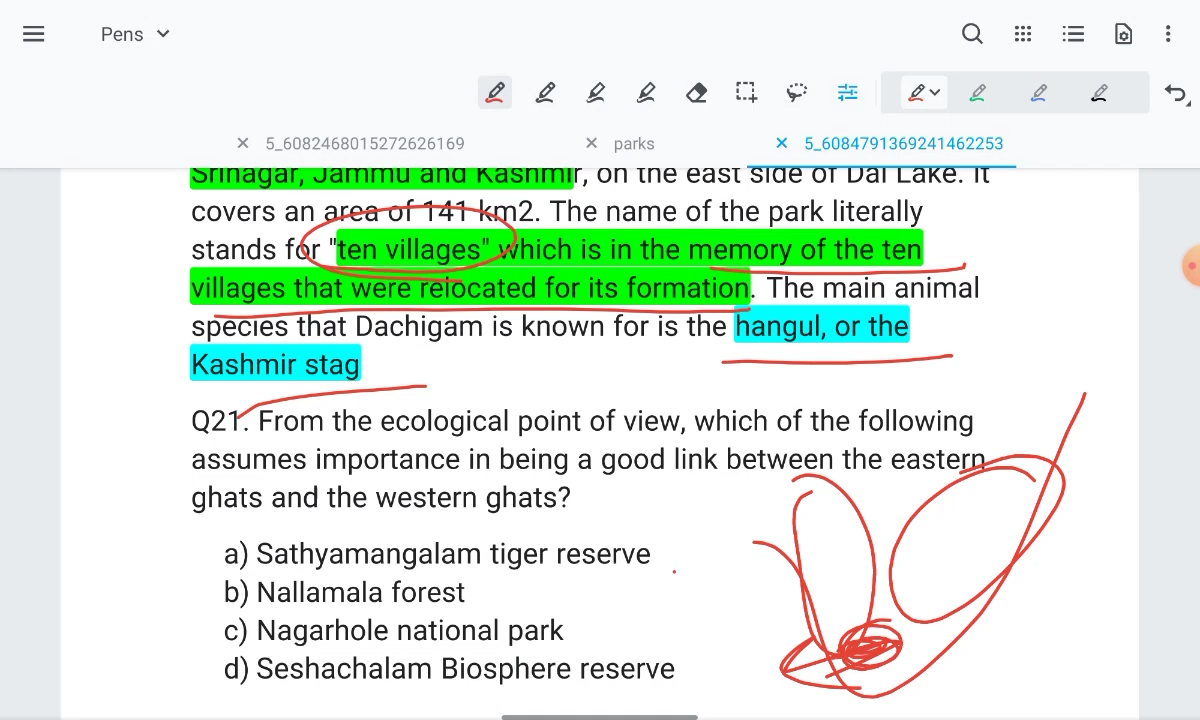 Pens
5_6082468015272626169
parks
5_6084791369241462253
Srinagar, Jammu and Kashmir, on the east side of Dal Lake. It
covers an area of 141 km2. The name of the park literally
stands for "ten villages" which is in the memory of the ten
villages that were relocated for its formation. The main animal
species that Dachigam is known for is the hangul, or the
Kashmir stag
Q21. From the ecological point of view, which of the following
assumes importance in being a good link between the eastern
ghats and the western ghats?
a) Sathyamangalam tiger reserve
b) Nallamala forest
c) Nagarhole national park
d) Seshachalam Biosphere reserve